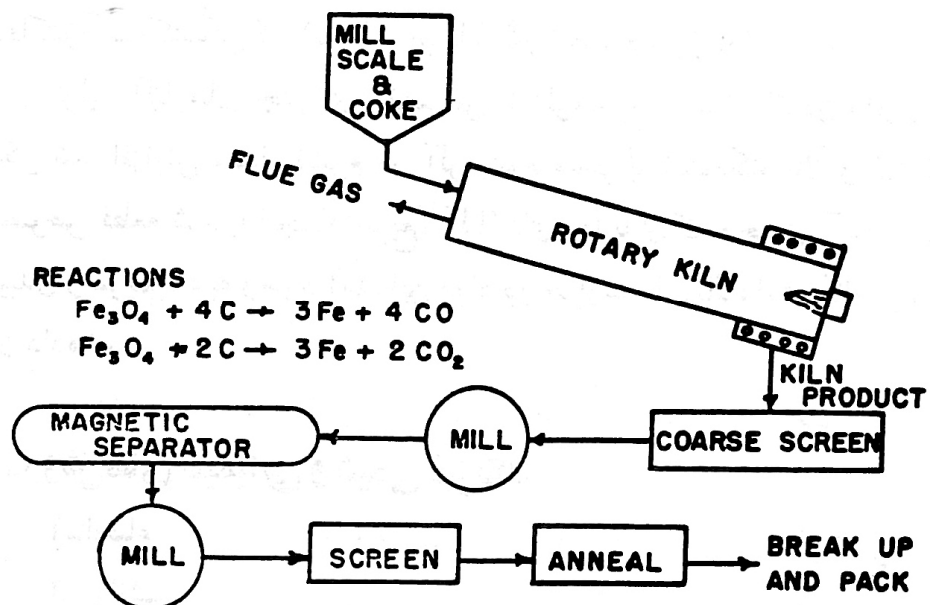 MILL
SCALE
&
COKE
FLUE GAS
ROTARY KILN
REACTIONS
Fe₃O₄ + 4C → 3Fe + 4CO
Fe₃O₄ + 2C → 3Fe + 2CO₂
KILN
PRODUCT
MAGNETIC
SEPARATOR
MILL
COARSE SCREEN
MILL
SCREEN
ANNEAL
BREAK UP
AND PACK